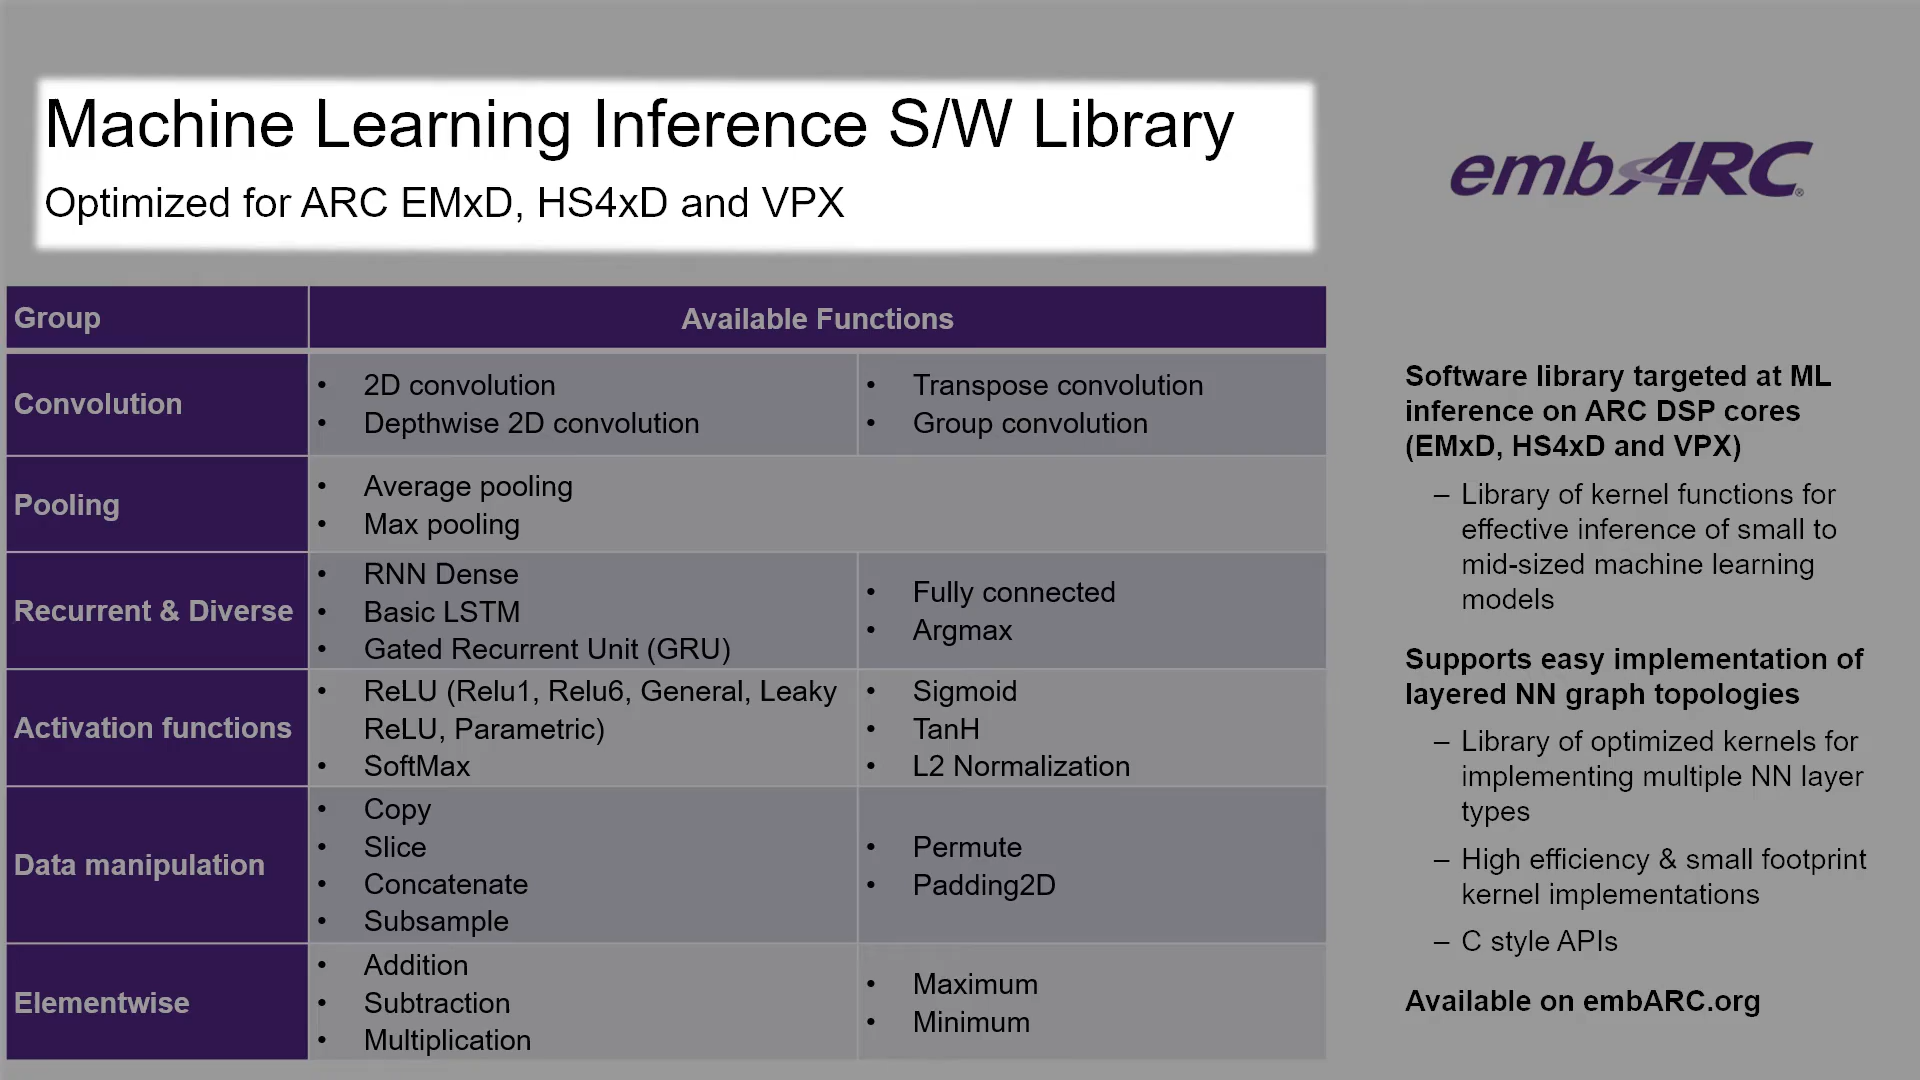 Machine Learning Inference S/W Library
Optimized for ARC EMxD, HS4xD and VPX
embARC®
Group
Available Functions
Convolution
• 2D convolution
• Depthwise 2D convolution
• Transpose convolution
• Group convolution
Pooling
• Average pooling
• Max pooling
Recurrent & Diverse
• RNN Dense
• Basic LSTM
• Gated Recurrent Unit (GRU)
• Fully connected
• Argmax
Activation functions
• ReLU (Relu1, Relu6, General, Leaky
ReLU, Parametric)
• SoftMax
• Sigmoid
• TanH
• L2 Normalization
Data manipulation
• Copy
• Slice
• Concatenate
• Subsample
• Permute
• Padding2D
Elementwise
• Addition
• Subtraction
• Multiplication
• Maximum
• Minimum
Software library targeted at ML
inference on ARC DSP cores
(EMxD, HS4xD and VPX)
– Library of kernel functions for
effective inference of small to
mid-sized machine learning
models
Supports easy implementation of
layered NN graph topologies
– Library of optimized kernels for
implementing multiple NN layer
types
– High efficiency & small footprint
kernel implementations
– C style APIs
Available on embARC.org